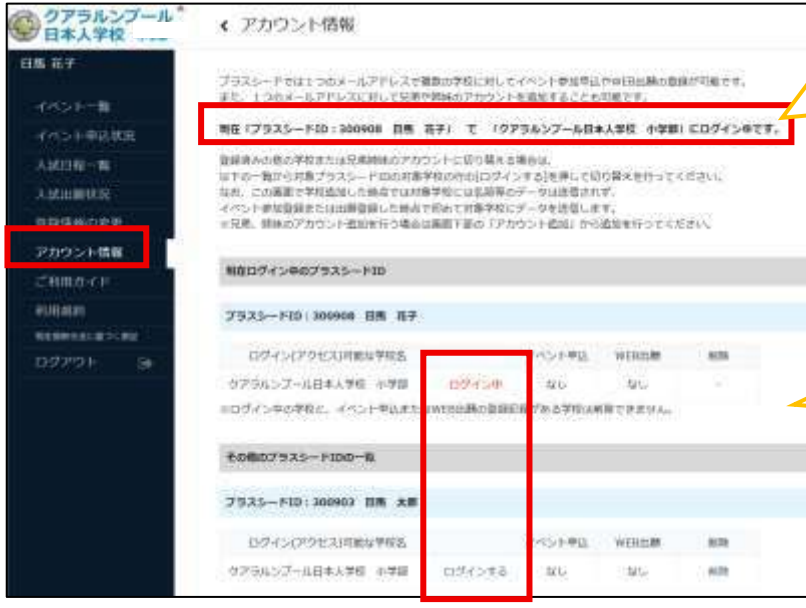 クアラルンプール
日本人学校
アカウント情報
日馬 花子
イベント一覧
イベント申込状況
入試日程一覧
入試出願状況
登録情報の変更
アカウント情報
ご利用ガイド
利用規約
ログアウト
プラスシードでは１つのメールアドレスで複数の学校に対してイベント参加申込やWEB出願の登録が可能です。
また、１つのメールアドレスに対して兄弟や姉妹のアカウントを追加することも可能です。
現在「プラスシードID：300908 日馬 花子」 て 「クアラルンプール日本人学校 小学部」にログイン中です。
登録済みの他の学校または兄弟姉妹のアカウントに切り替える場合は、
以下の一覧から対象プラスシードIDの対象学校の行の[ログインする]を押して切り替えを行ってください。
なお、この画面で学校追加した時点では対象学校には名前等のデータは送信されず、
イベント参加登録または出願登録した時点で初めて対象学校にデータを送信します。
※兄弟、姉妹のアカウント追加を行う場合は画面下部の「アカウント追加」から追加を行ってください。
現在ログイン中のプラスシードID
プラスシードID：300908 日馬 花子
ログイン(アクセス)可能な学校名 イベント申込 WEB出願 削除
クアラルンプール日本人学校 小学部 ログイン中 なし なし -
※ログイン中の学校と、イベント申込またはWEB出願の登録記録がある学校は削除できません。
その他のプラスシードIDの一覧
プラスシードID：300903 日馬 太郎
ログイン(アクセス)可能な学校名 イベント申込 WEB出願 削除
クアラルンプール日本人学校 小学部 ログインする なし なし 削除